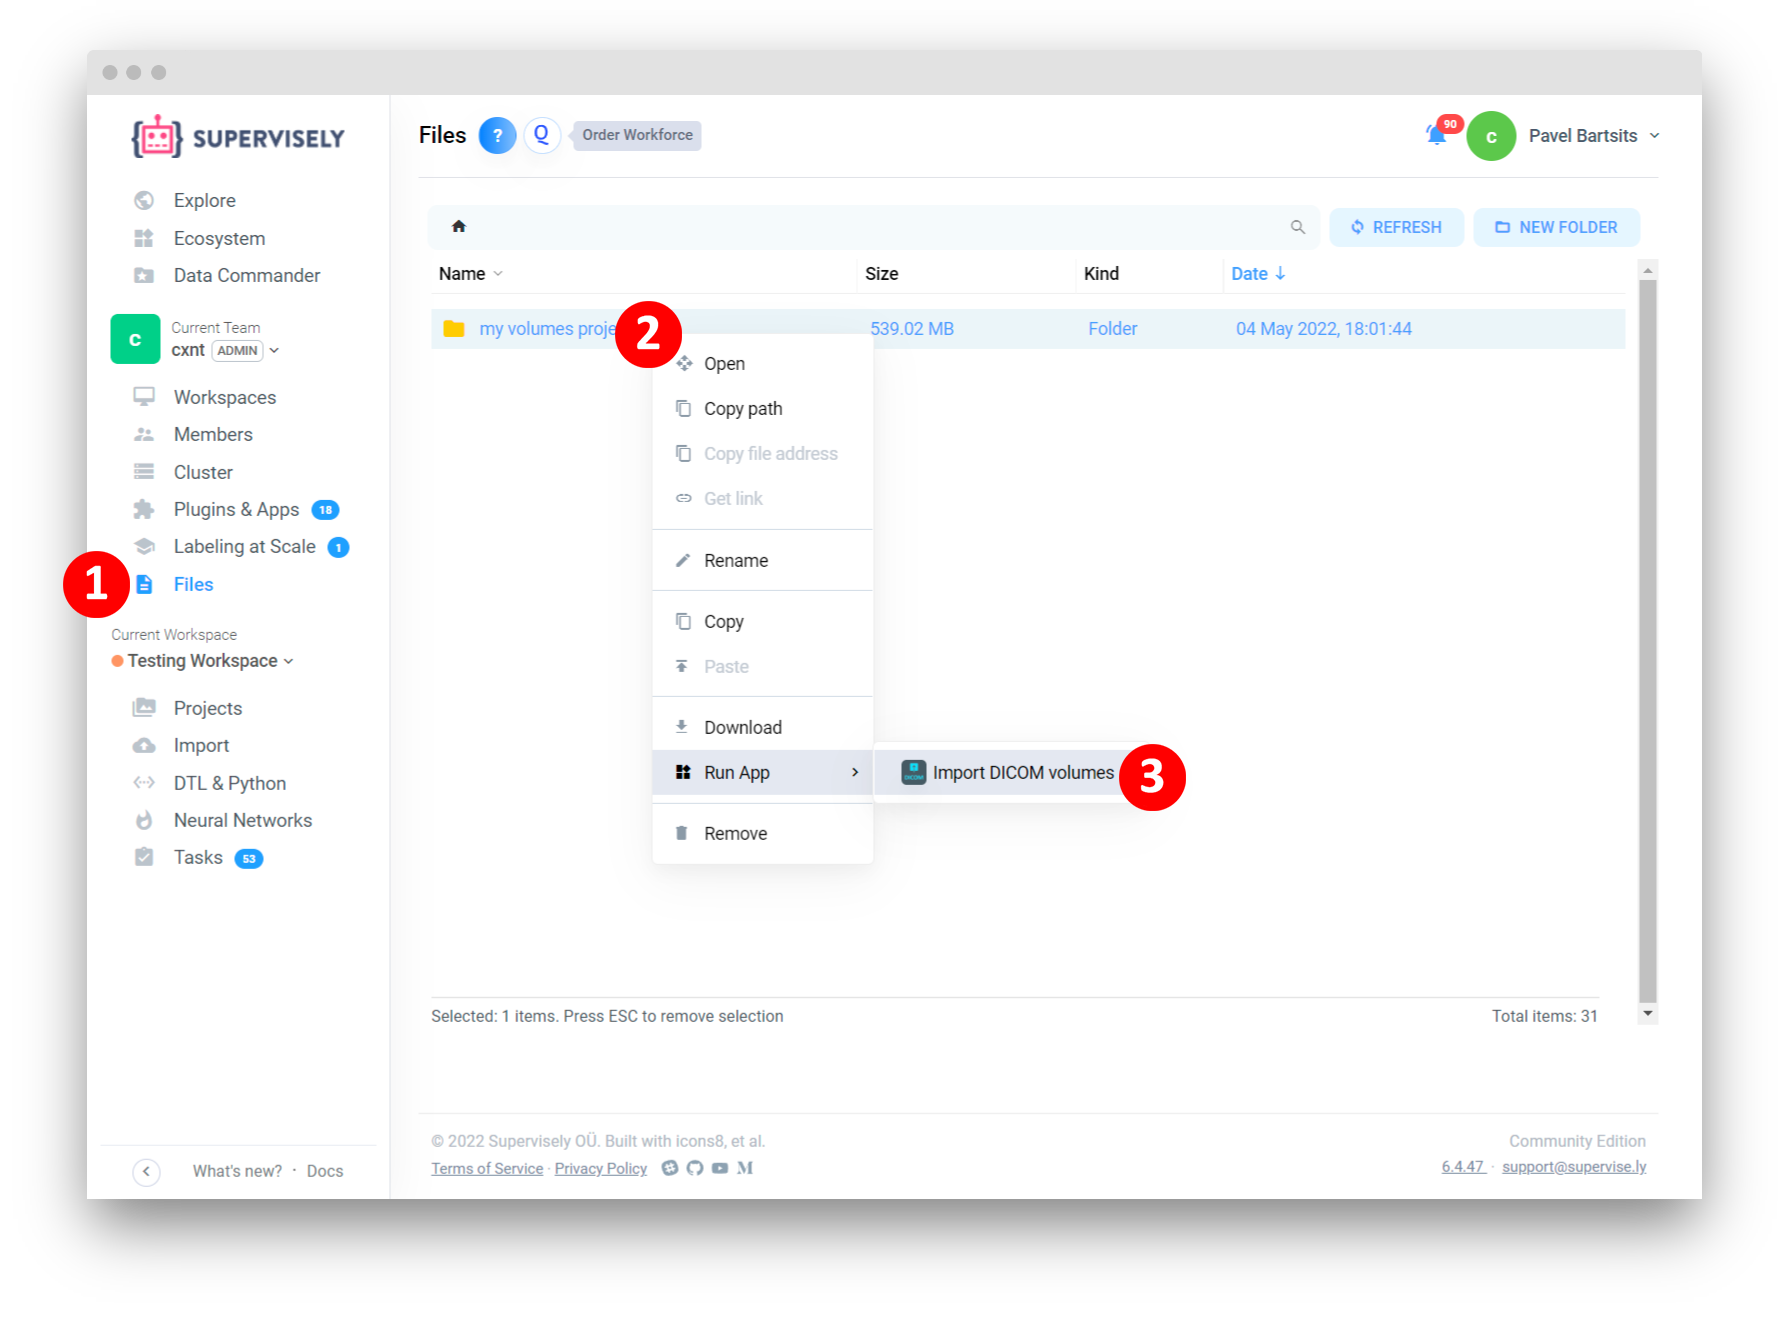 SUPERVISELY
Files ? Q Order Workforce
90 c Pavel Bartsits
Explore
Ecosystem
Data Commander
c Current Team
cxnt ADMIN
Workspaces
Members
Cluster
Plugins & Apps 18
Labeling at Scale 1
1 Files
Current Workspace
Testing Workspace
Projects
Import
DTL & Python
Neural Networks
Tasks 53
What's new? · Docs
REFRESH NEW FOLDER
Name Size Kind Date
my volumes proje 539.02 MB Folder 04 May 2022, 18:01:44
2
Open
Copy path
Copy file address
Get link
Rename
Copy
Paste
Download
Run App
DICOM Import DICOM volumes 3
Remove
Selected: 1 items. Press ESC to remove selection Total items: 31
© 2022 Supervisely OÜ. Built with icons8, et al. Community Edition
Terms of Service · Privacy Policy M 6.4.47 · support@supervise.ly